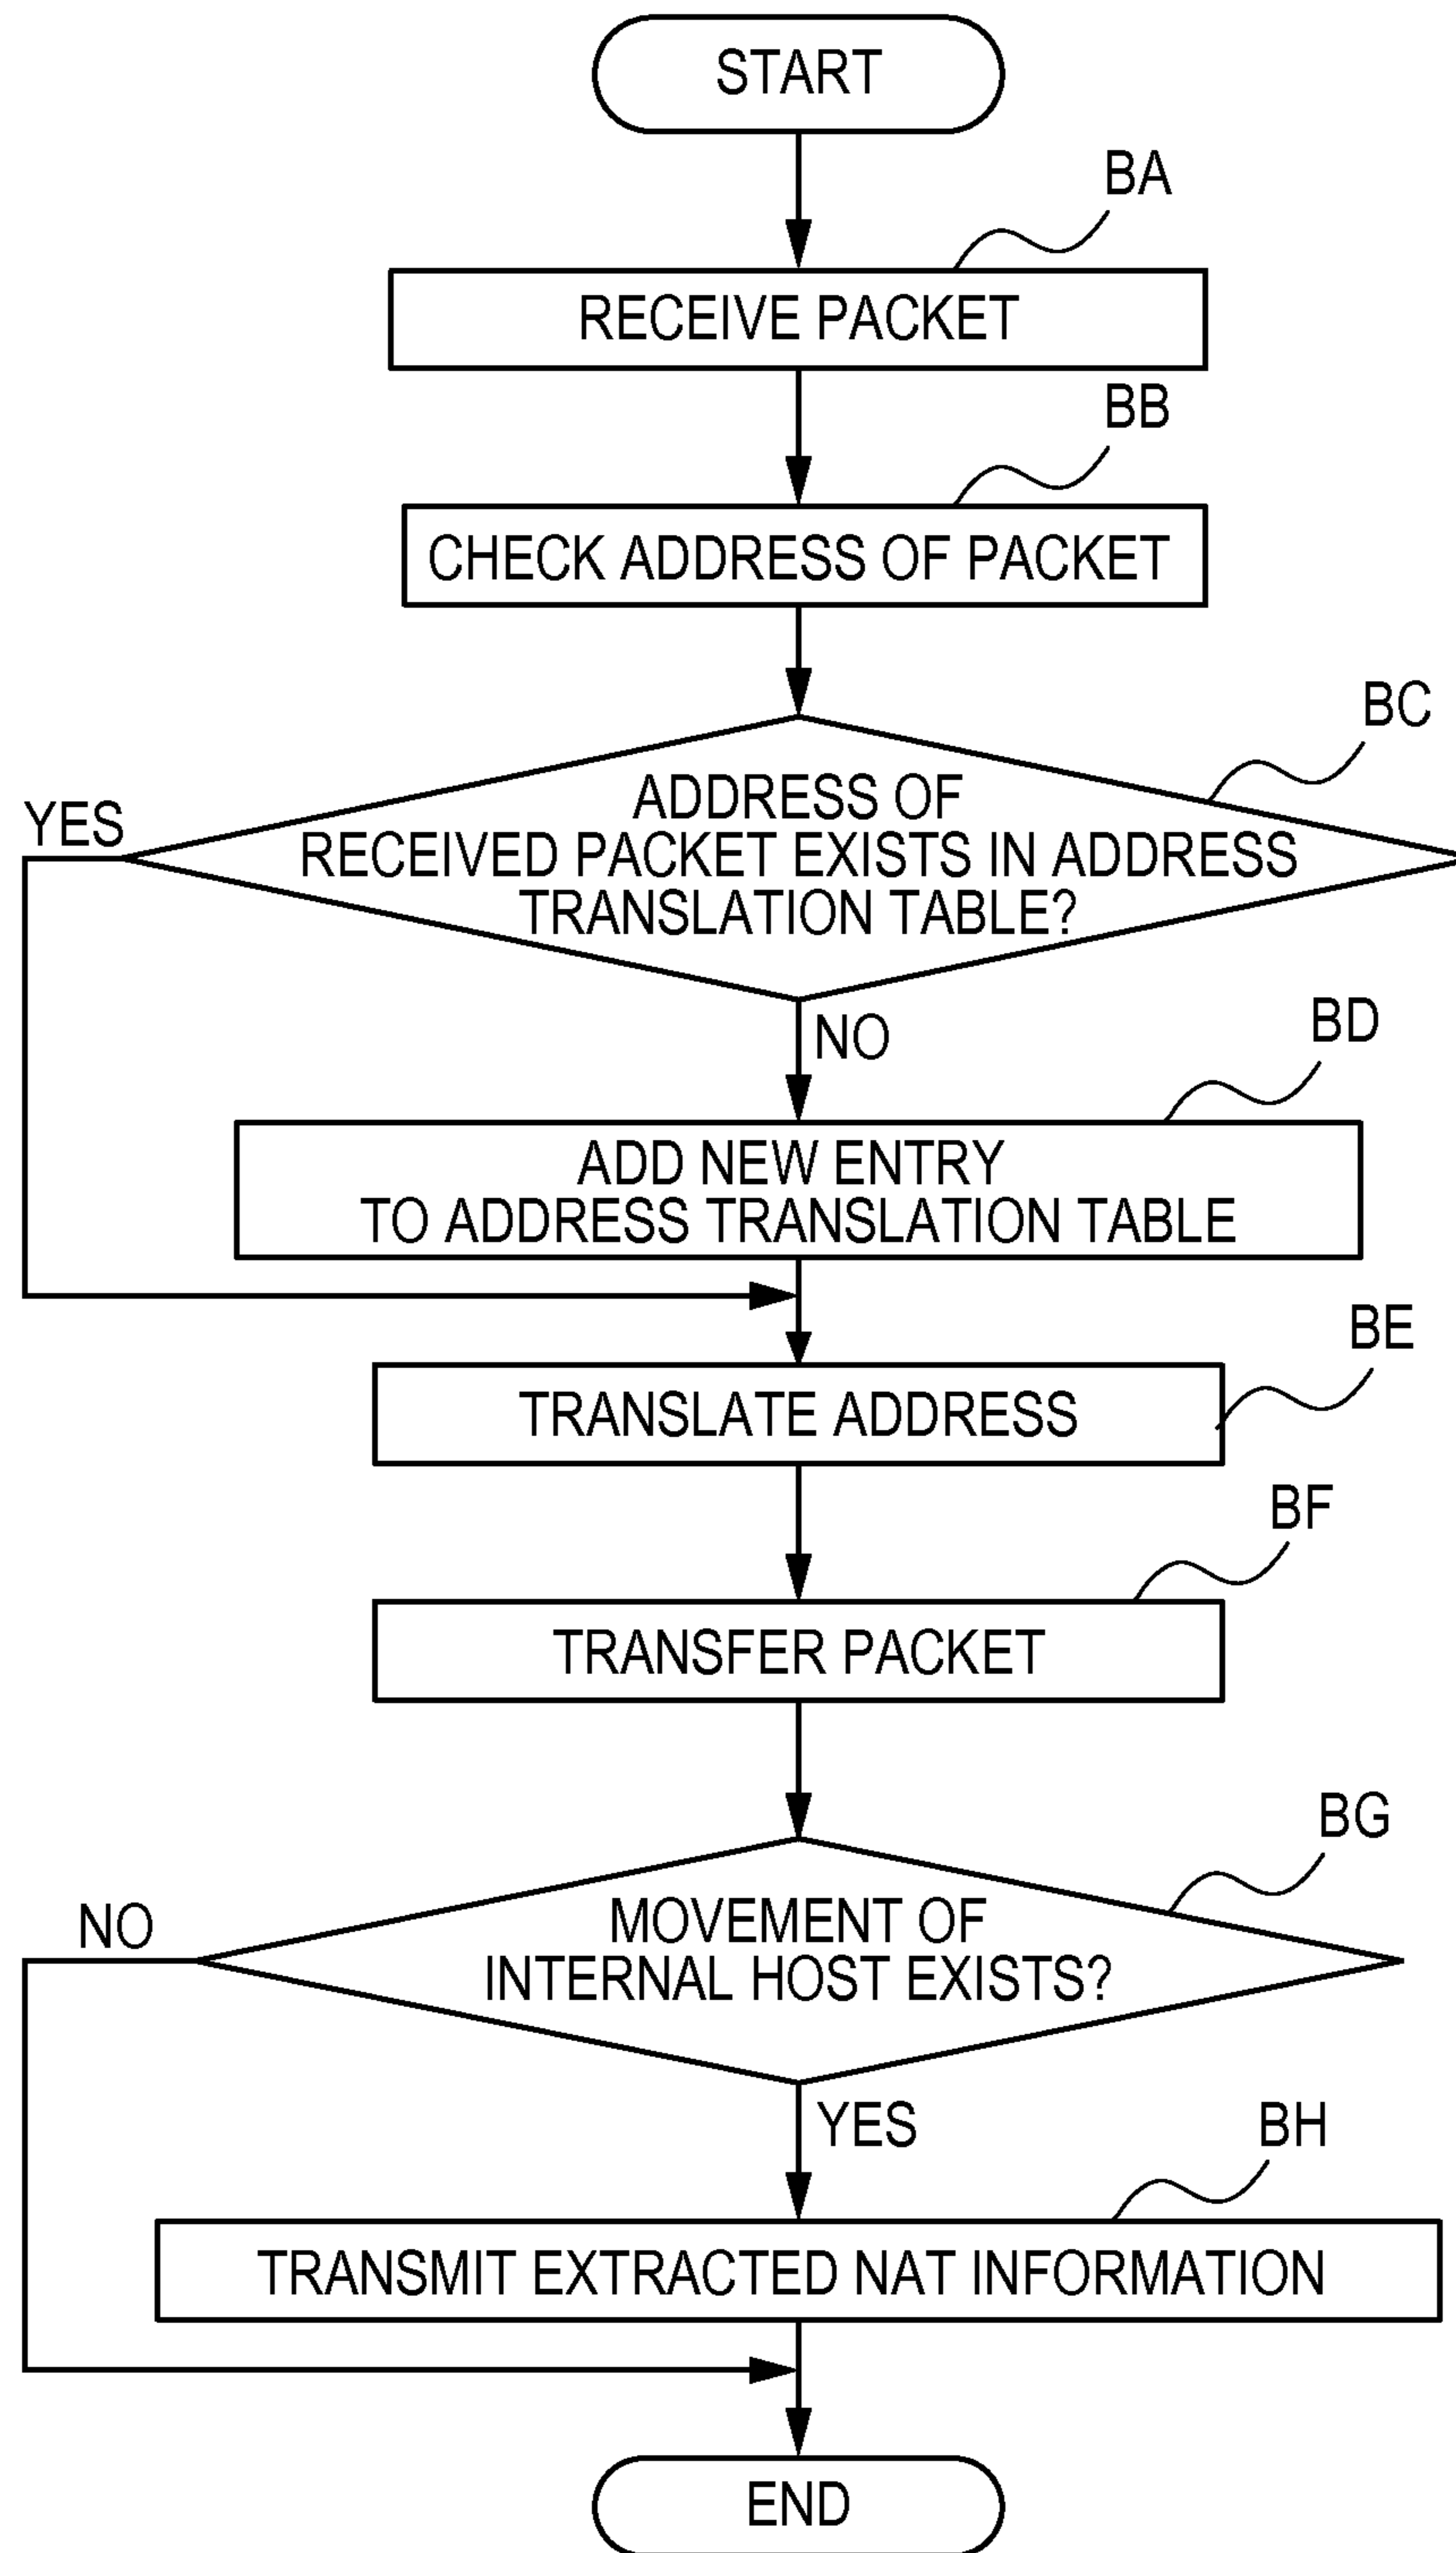 START
BA
RECEIVE PACKET
BB
CHECK ADDRESS OF PACKET
BC
ADDRESS OF
YES
RECEIVED PACKET EXISTS IN ADDRESS
TRANSLATION TABLE?
NO
BD
ADD NEW ENTRY
TO ADDRESS TRANSLATION TABLE
BE
TRANSLATE ADDRESS
BF
TRANSFER PACKET
BG
MOVEMENT OF
NO
INTERNAL HOST EXISTS?
YES
BH
TRANSMIT EXTRACTED NAT INFORMATION
END